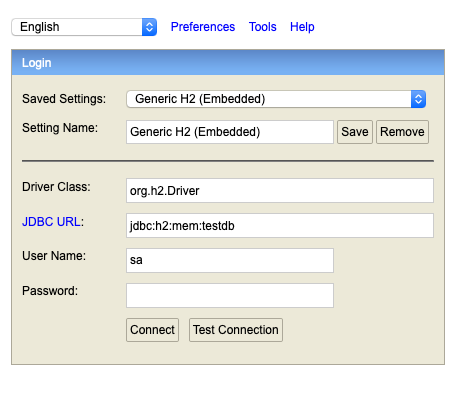 English Preferences Tools Help
Login
Saved Settings: Generic H2 (Embedded)
Setting Name: Generic H2 (Embedded) Save Remove
Driver Class: org.h2.Driver
JDBC URL: jdbc:h2:mem:testdb
User Name: sa
Password:
Connect Test Connection